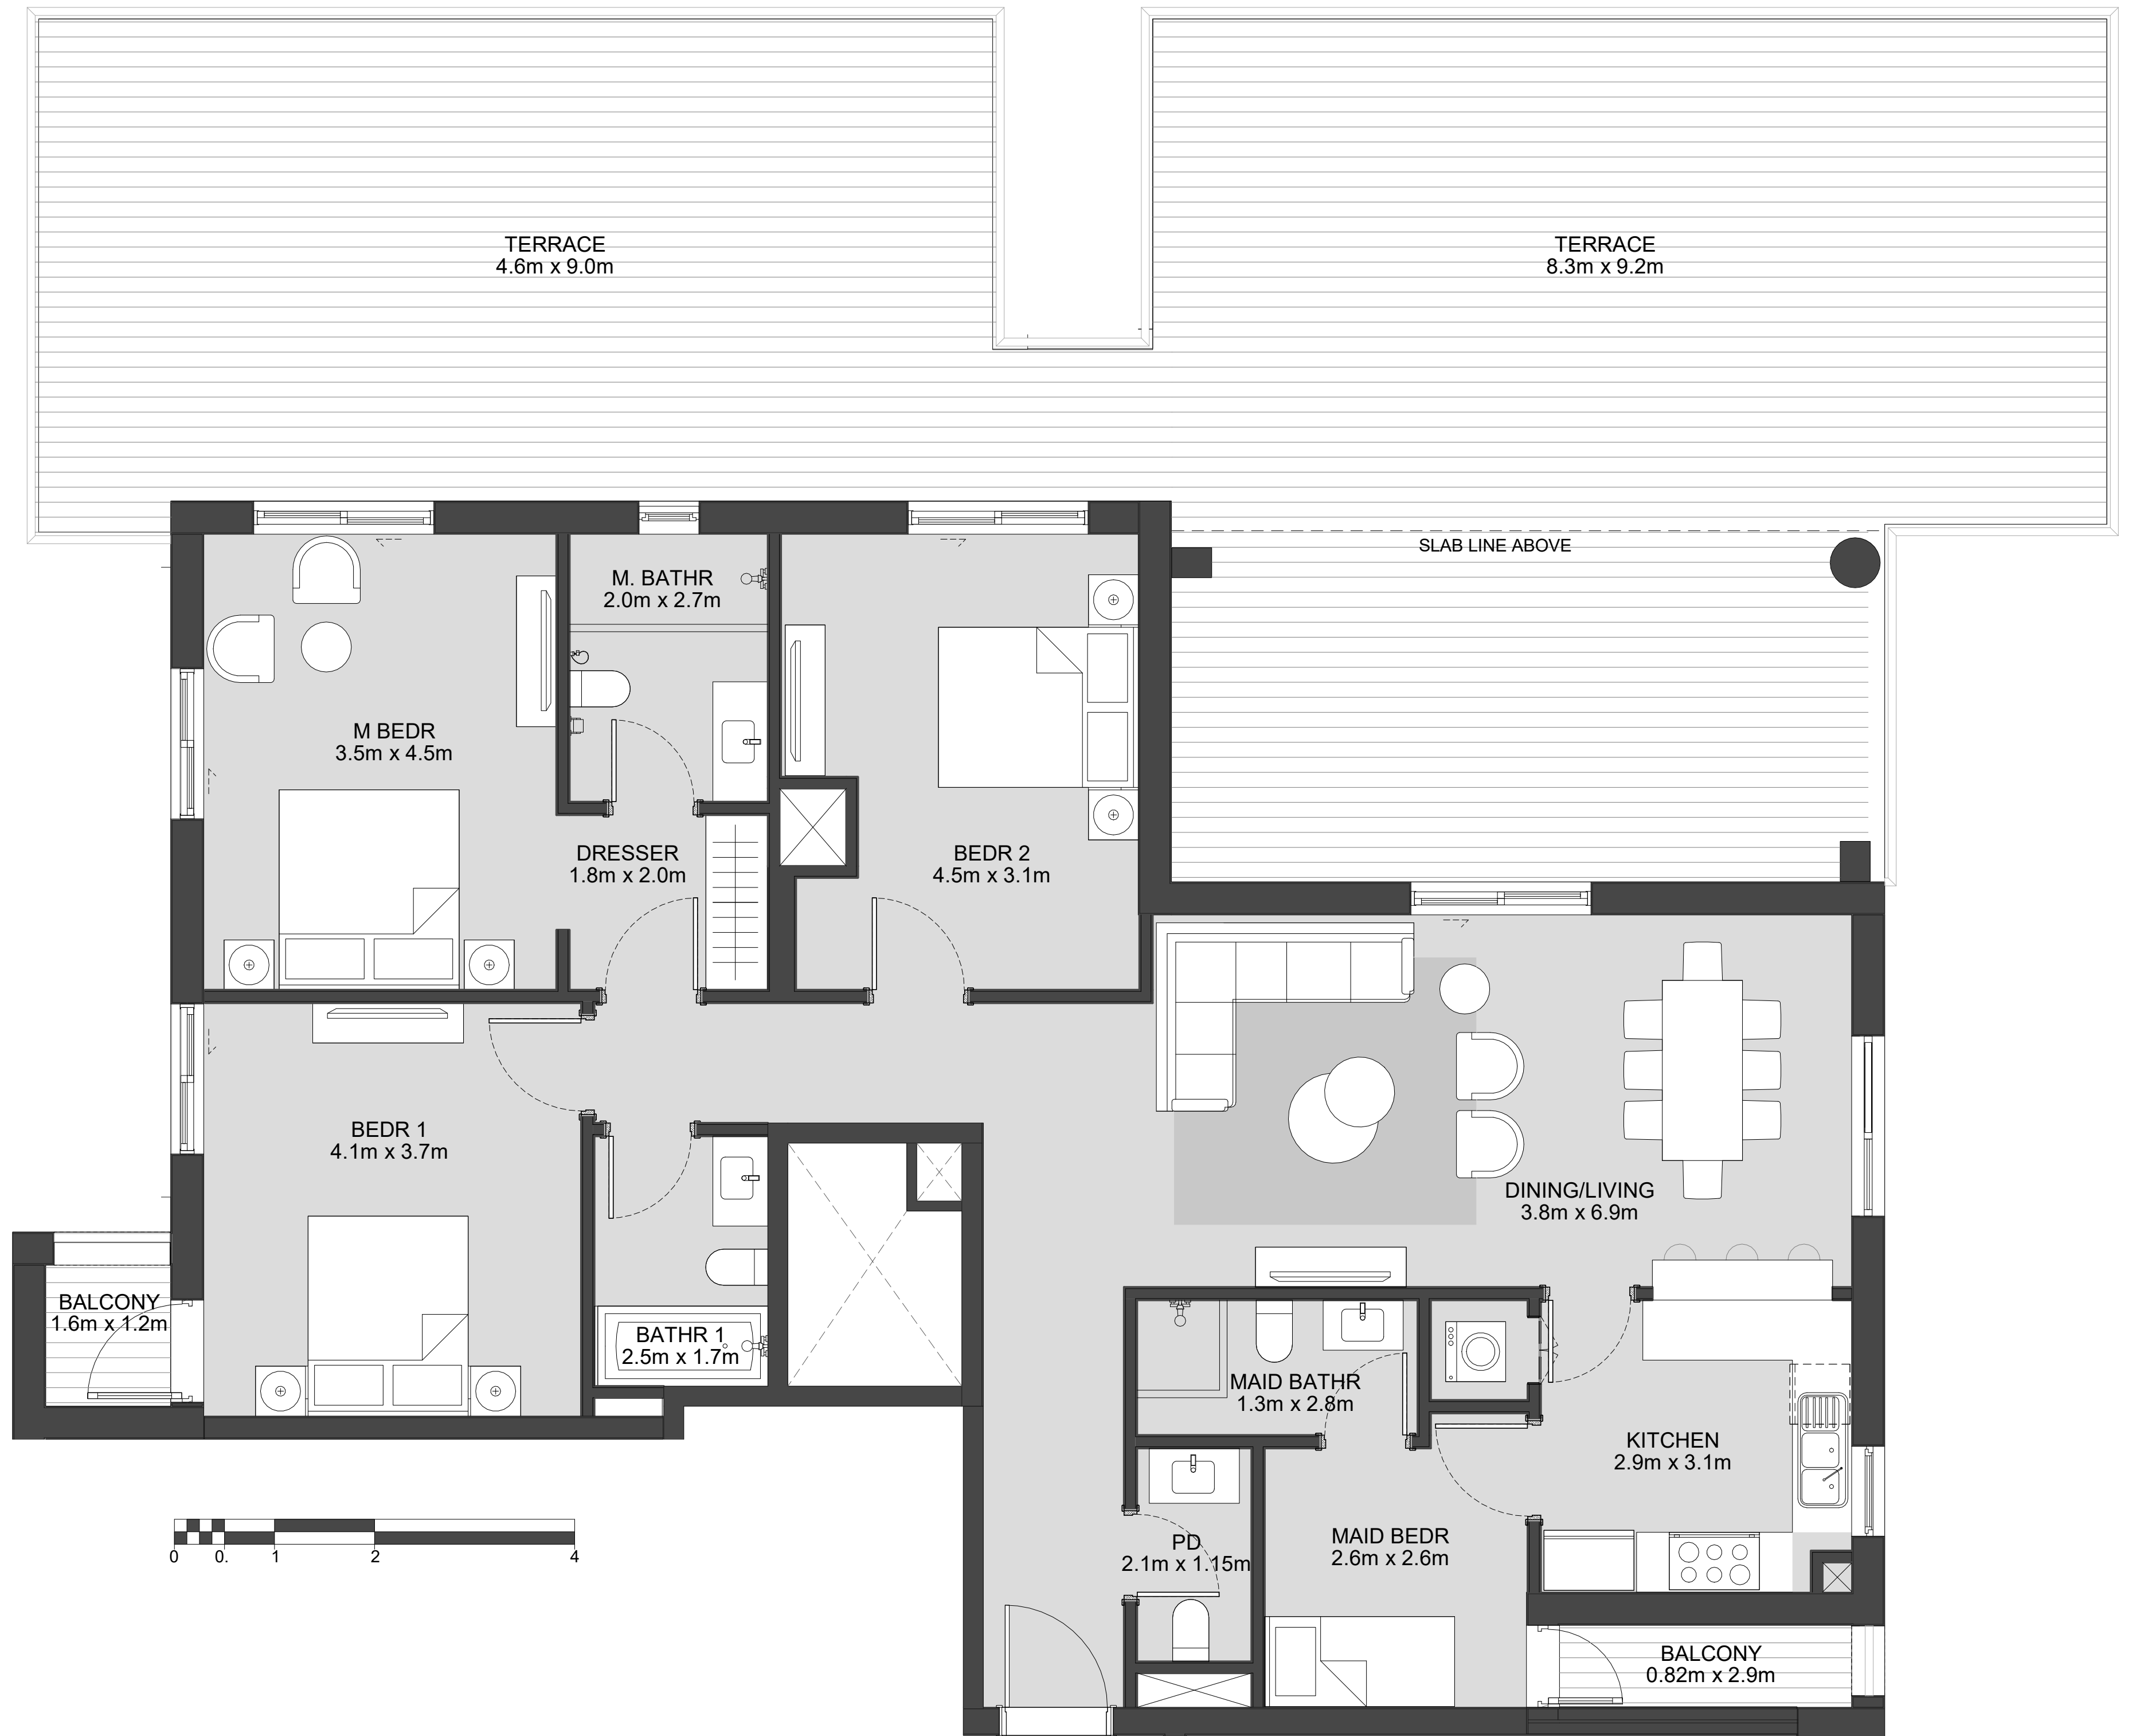 TERRACE
4.6m x 9.0m
TERRACE
8.3m x 9.2m
SLAB LINE ABOVE
M. BATHR
2.0m x 2.7m
M BEDR
3.5m x 4.5m
DRESSER
1.8m x 2.0m
BEDR 2
4.5m x 3.1m
BEDR 1
4.1m x 3.7m
DINING/LIVING
3.8m x 6.9m
BALCONY
1.6m x 1.2m
BATHR 1
2.5m x 1.7m
MAID BATHR
1.3m x 2.8m
KITCHEN
2.9m x 3.1m
PD
2.1m x 1.15m
MAID BEDR
2.6m x 2.6m
BALCONY
0.82m x 2.9m
0 0. 1 2 4